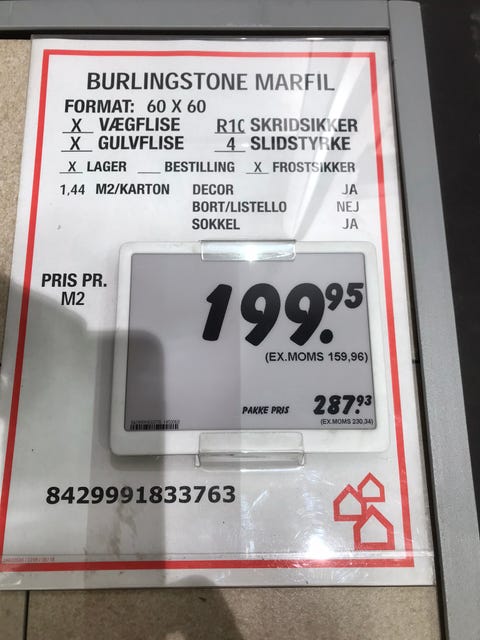 BURLINGSTONE MARFIL
FORMAT: 60 X 60
X VÆGFLISE R10 SKRIDSIKKER
X GULVFLISE 4 SLIDSTYRKE
X LAGER BESTILLING X FROSTSIKKER
1,44 M2/KARTON DECOR JA
BORT/LISTELLO NEJ
SOKKEL JA
PRIS PR.
M2
199.95
(EX.MOMS 159,96)
PAKKE PRIS 287.93
(EX.MOMS 230,34)
8429991833763